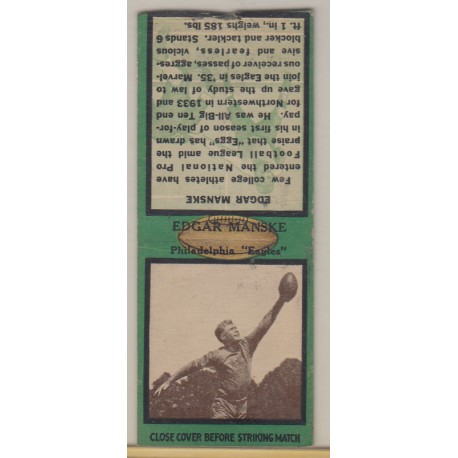 EDGAR MANSKE
Few college athletes have
entered the National Pro
Football League amid the
praise that "Eggs" has drawn
in his first season of play-for-
pay. He was All-Big Ten end
for Northwestern in 1933 and
gave up the study of law to
join the Eagles in '35. Marvel-
ous receiver of passes, aggres-
sive and fearless, vicious
blocker and tackler. Stands 6
ft. 1 in., weighs 185 lbs.
EDGAR MANSKE
Philadelphia "Eagles"
CLOSE COVER BEFORE STRIKING MATCH